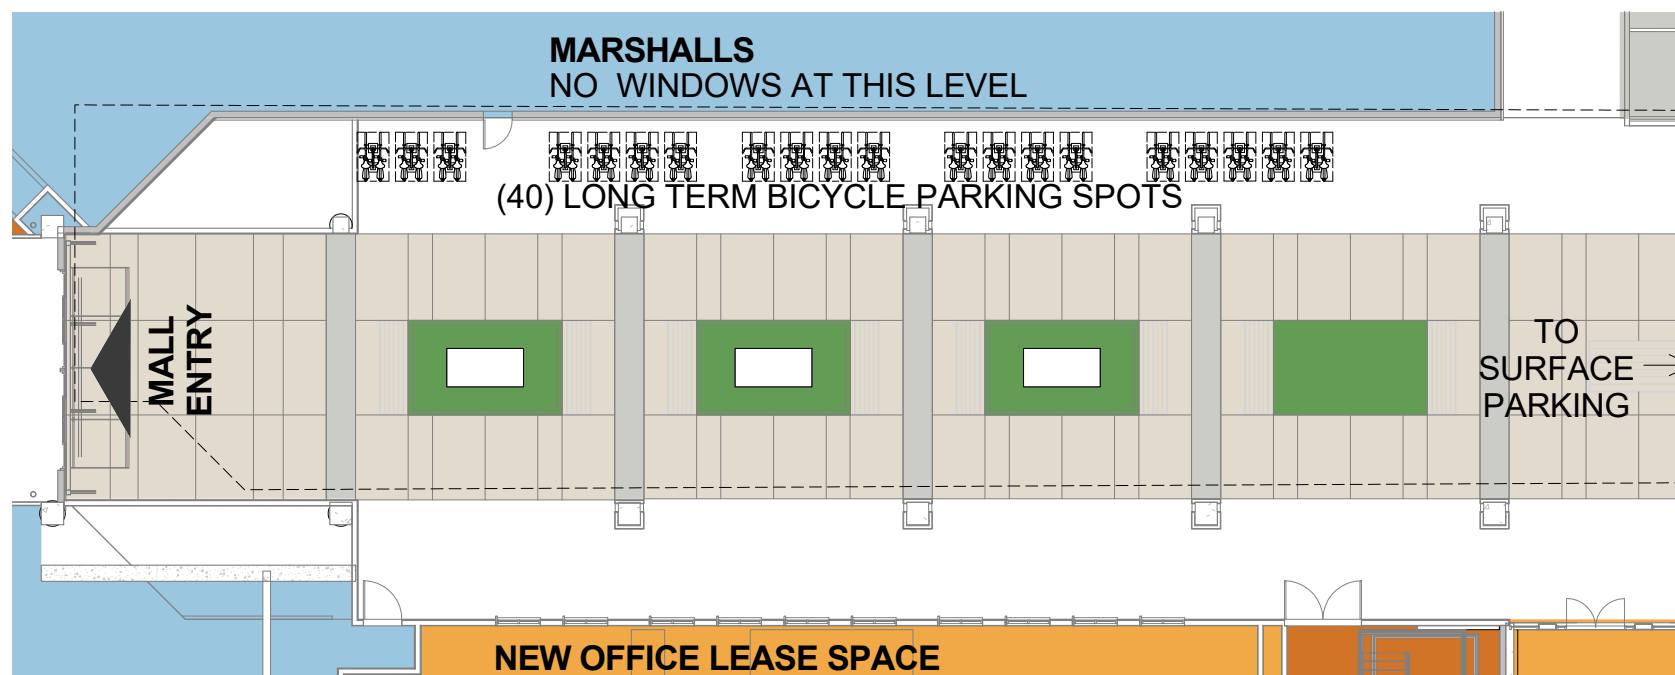 MARSHALLS
NO WINDOWS AT THIS LEVEL
(40) LONG TERM BICYCLE PARKING SPOTS
MALL
ENTRY
TO
SURFACE
PARKING
NEW OFFICE LEASE SPACE